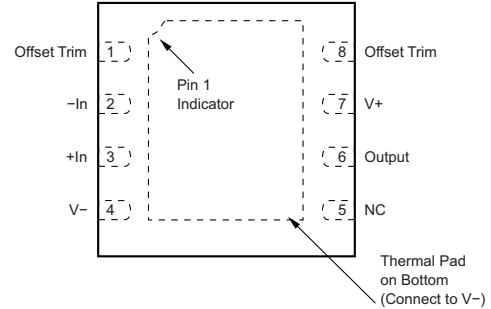 Offset Trim 1 8 Offset Trim
Pin 1
Indicator
−In 2 7 V+
+In 3 6 Output
V− 4 5 NC
Thermal Pad
on Bottom
(Connect to V−)